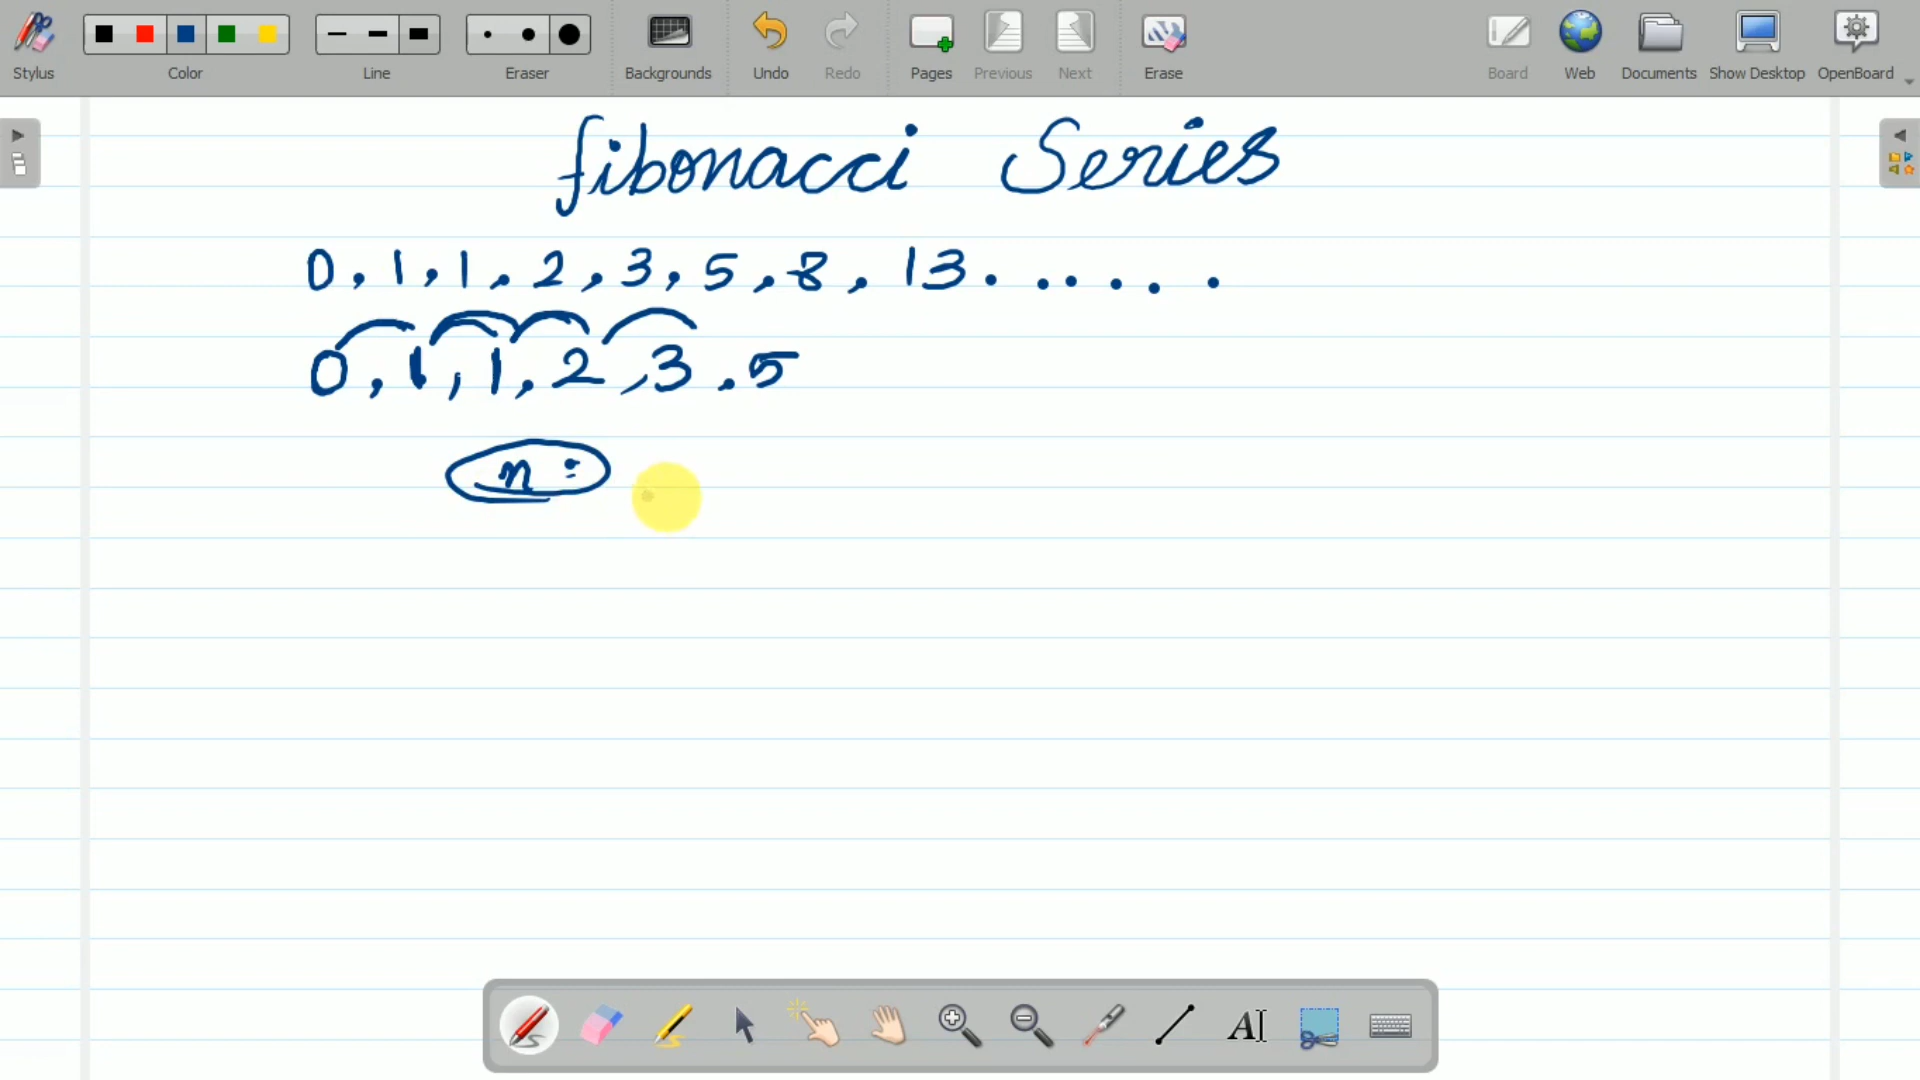 Stylus Color Line Eraser Backgrounds Undo Redo Pages Previous Next Erase Board Web Documents Show Desktop OpenBoard
fibonacci Series
0, 1, 1, 2, 3, 5, 8, 13. . . . . .
0, 1, 1, 2, 3, 5
n :